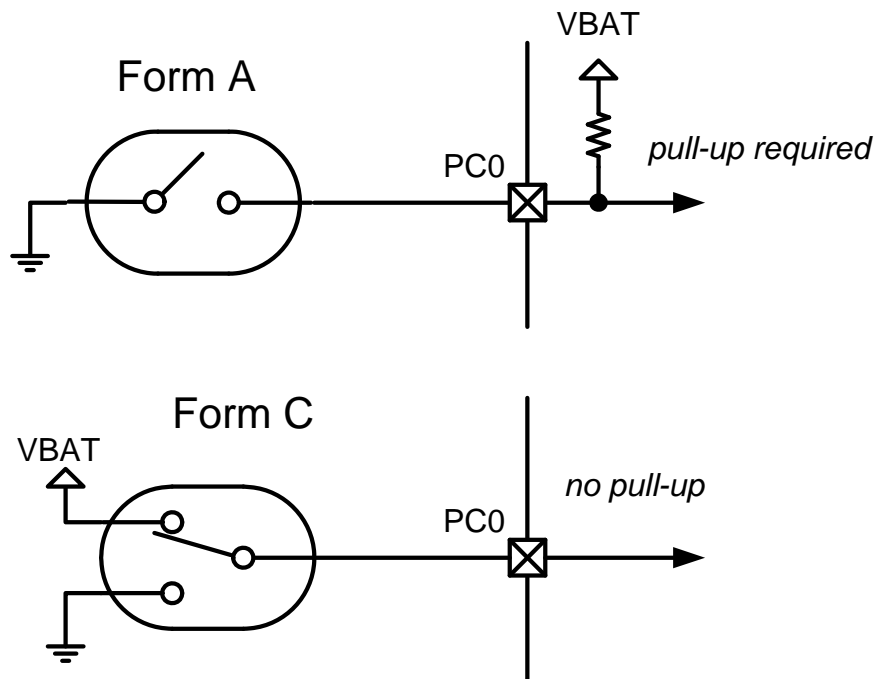 VBAT
Form A
pull-up required
PC0
Form C
VBAT
no pull-up
PC0